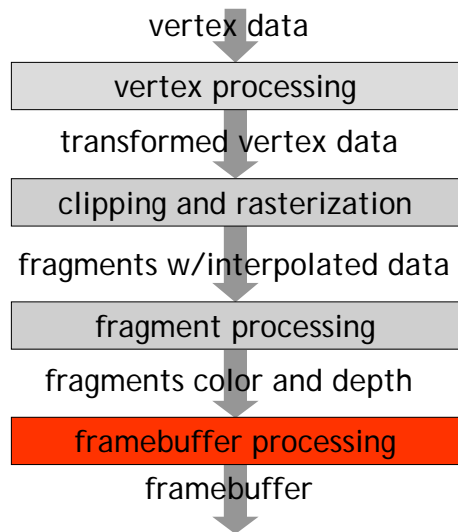 vertex data
vertex processing
transformed vertex data
clipping and rasterization
fragments w/interpolated data
fragment processing
fragments color and depth
framebuffer processing
framebuffer